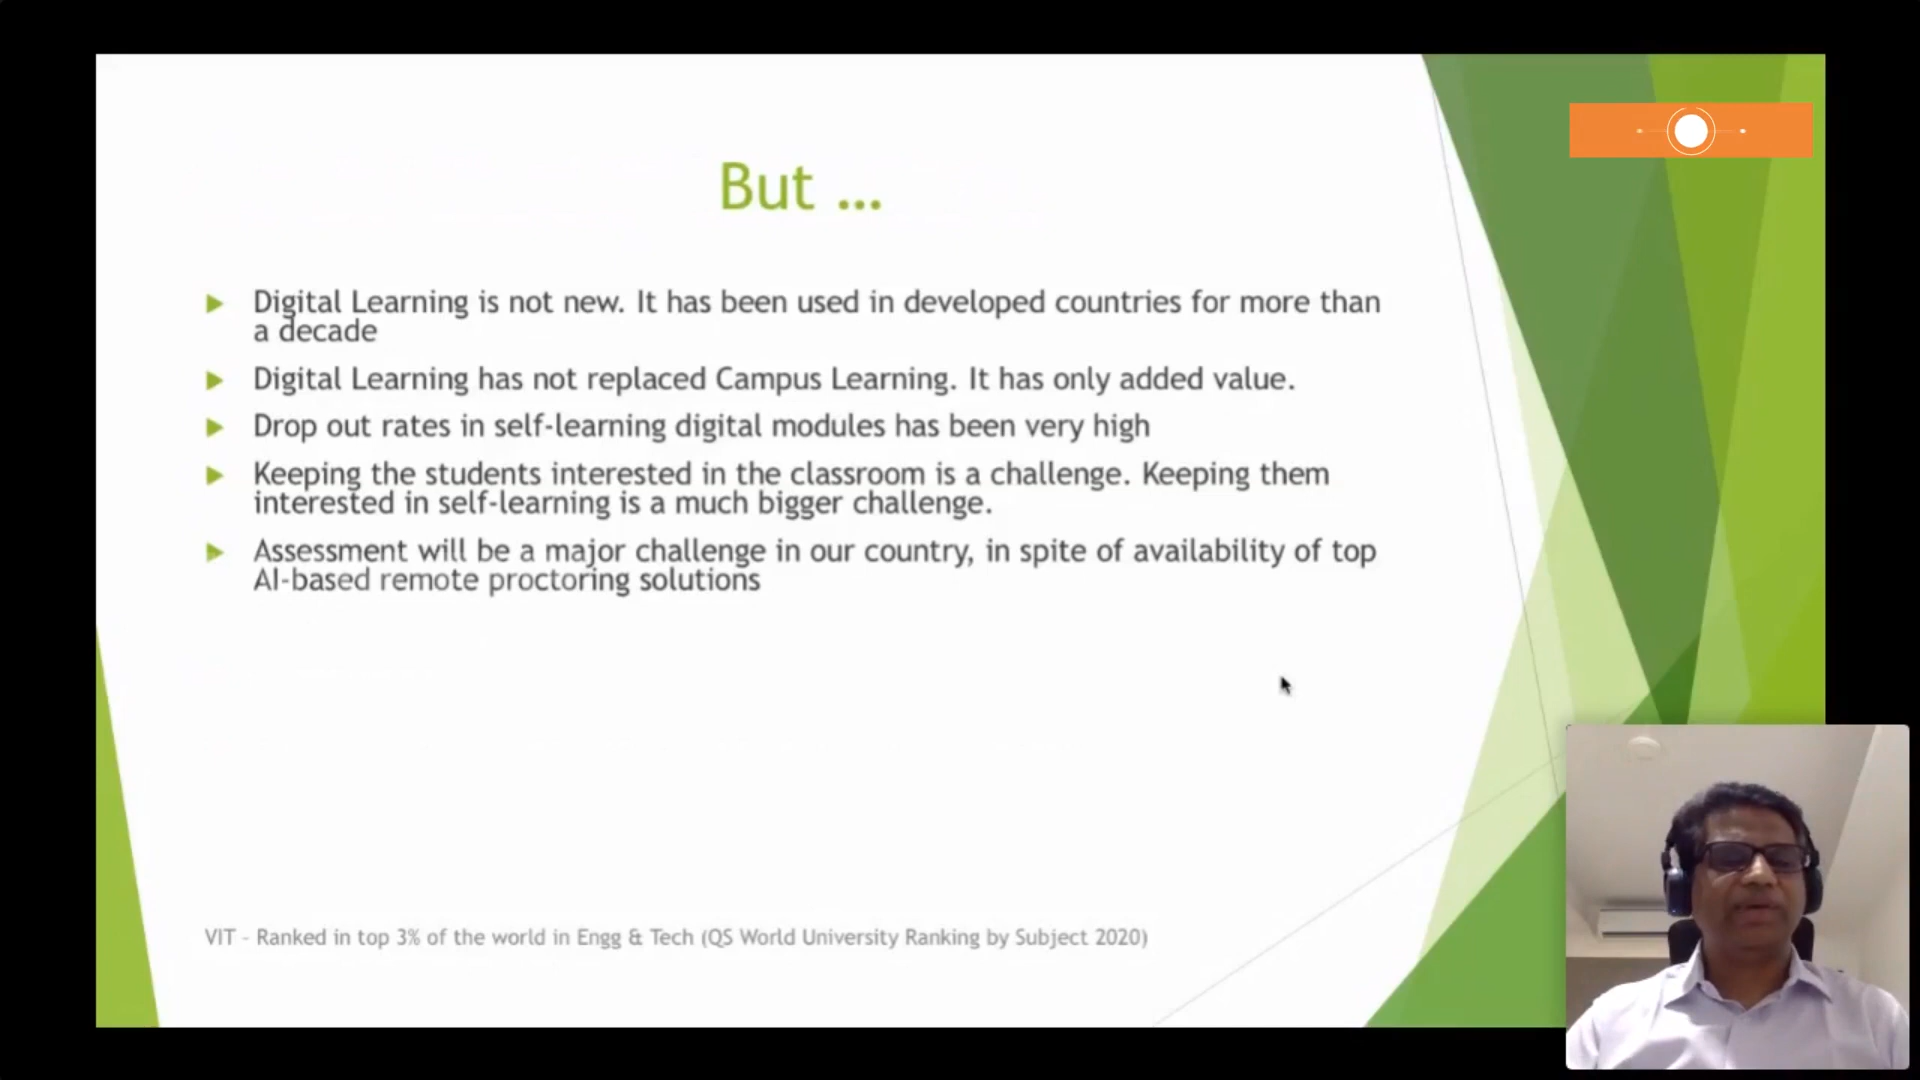 But ...
Digital Learning is not new. It has been used in developed countries for more than
a decade
Digital Learning has not replaced Campus Learning. It has only added value.
Drop out rates in self-learning digital modules has been very high
Keeping the students interested in the classroom is a challenge. Keeping them
interested in self-learning is a much bigger challenge.
Assessment will be a major challenge in our country, in spite of availability of top
AI-based remote proctoring solutions
VIT - Ranked in top 3% of the world in Engg & Tech (QS World University Ranking by Subject 2020)